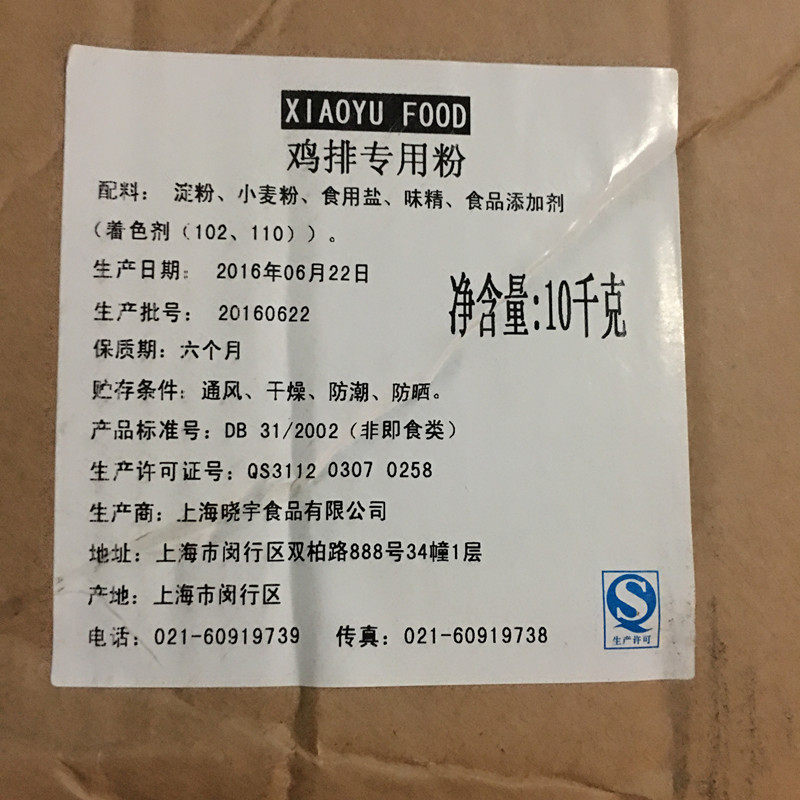 XIAOYU FOOD
鸡排专用粉
配料： 淀粉、小麦粉、食用盐、味精、食品添加剂
（着色剂（102、110））。
生产日期： 2016年06月22日
生产批号： 20160622
净含量:10千克
保质期：六个月
贮存条件：通风、干燥、防潮、防晒。
产品标准号：DB 31/2002（非即食类）
生产许可证号：QS3112 0307 0258
生产商：上海晓宇食品有限公司
地址：上海市闵行区双柏路888号34幢1层
产地：上海市闵行区
电话：021-60919739 传真：021-60919738
生产许可